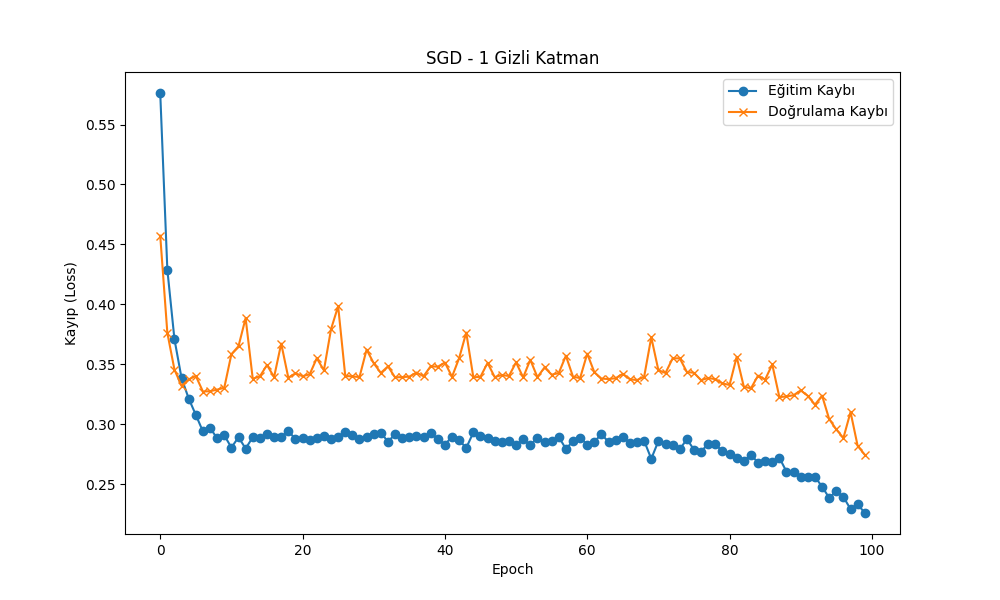 SGD - 1 Gizli Katman
Eğitim Kaybı
Doğrulama Kaybı
Kayıp (Loss)
0.55
0.50
0.45
0.40
0.35
0.30
0.25
0 20 40 60 80 100
Epoch